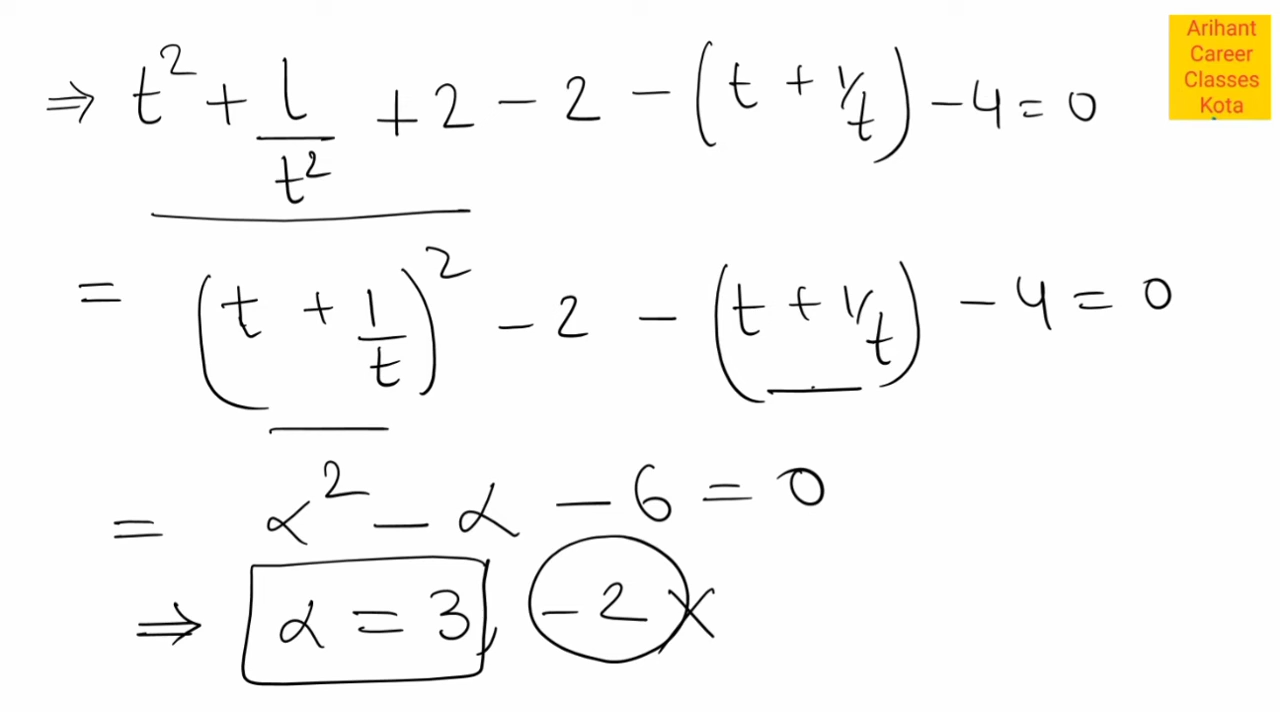 Arihant
Career
Classes
Kota
⇒ t² + 1/t² + 2 - 2 - (t + 1/t) - 4 = 0
= (t + 1/t)² - 2 - (t + 1/t) - 4 = 0
= α² - α - 6 = 0
⇒ α = 3, -2 ×